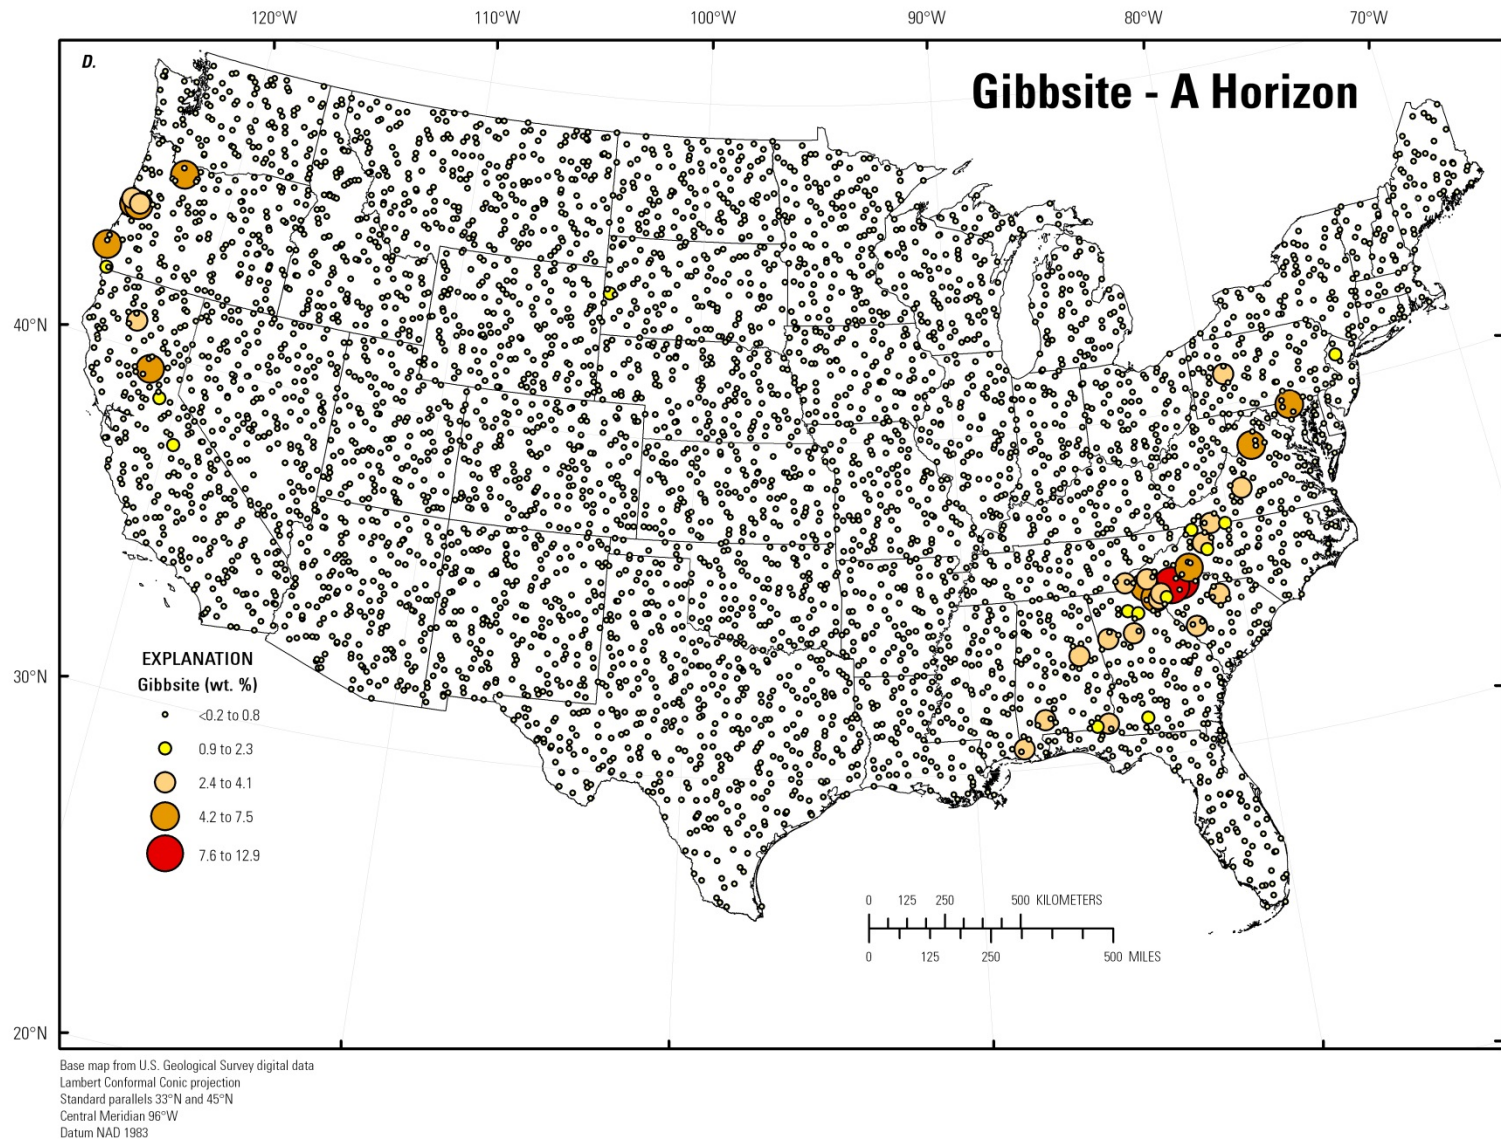 120°W 110°W 100°W 90°W 80°W 70°W
D.
Gibbsite - A Horizon
40°N
30°N
20°N
EXPLANATION
Gibbsite (wt. %)
<0.2 to 0.8
0.9 to 2.3
2.4 to 4.1
4.2 to 7.5
7.6 to 12.9
0 125 250 500 KILOMETERS
0 125 250 500 MILES
Base map from U.S. Geological Survey digital data
Lambert Conformal Conic projection
Standard parallels 33°N and 45°N
Central Meridian 96°W
Datum NAD 1983